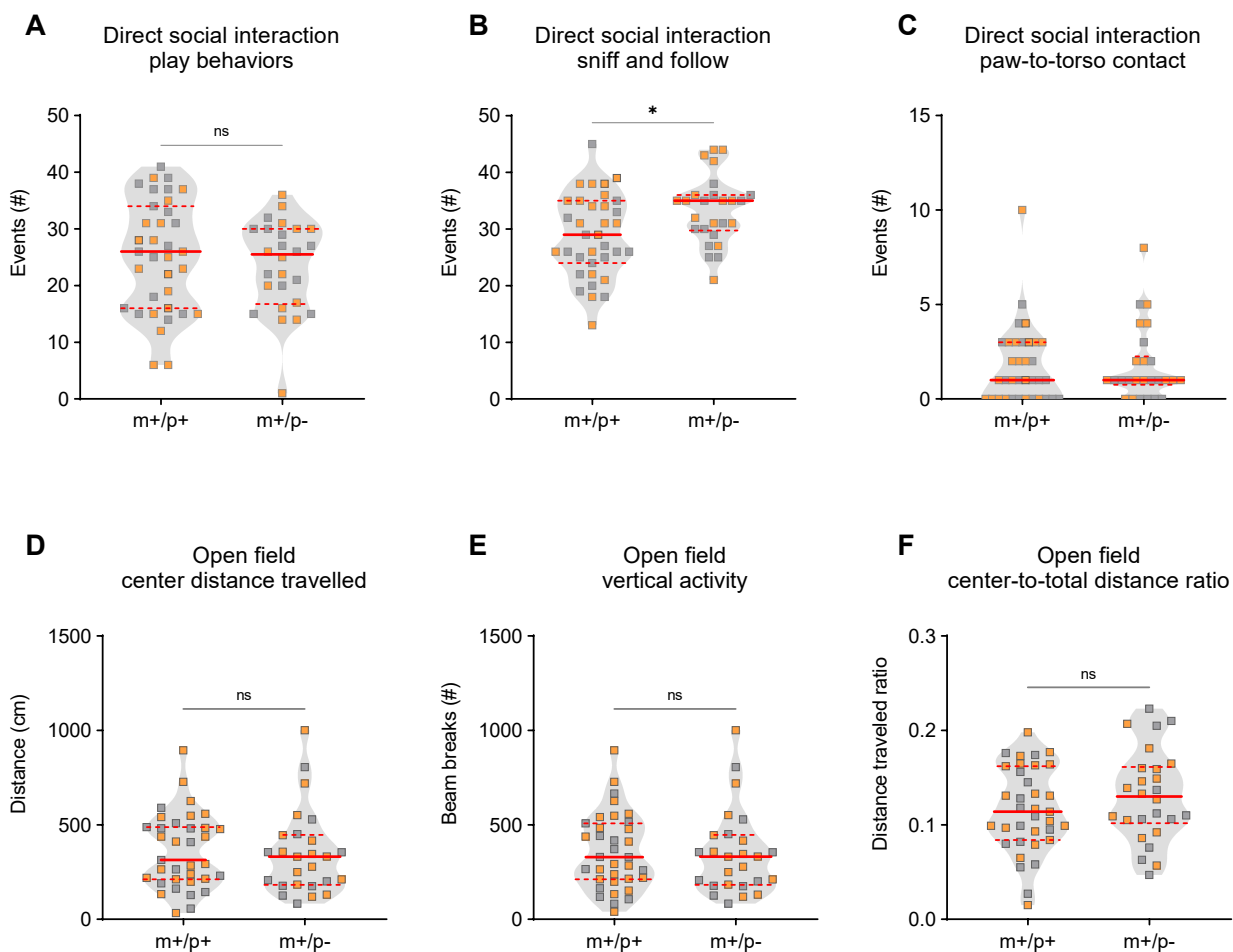 A
Direct social interaction
play behaviors
Events (#)
50
40
30
20
10
0
ns
m+/p+
m+/p-
B
Direct social interaction
sniff and follow
Events (#)
50
40
30
20
10
0
*
m+/p+
m+/p-
C
Direct social interaction
paw-to-torso contact
Events (#)
15
10
5
0
m+/p+
m+/p-
D
Open field
center distance travelled
Distance (cm)
1500
1000
500
0
ns
m+/p+
m+/p-
E
Open field
vertical activity
Beam breaks (#)
1500
1000
500
0
ns
m+/p+
m+/p-
F
Open field
center-to-total distance ratio
Distance traveled ratio
0.3
0.2
0.1
0.0
ns
m+/p+
m+/p-